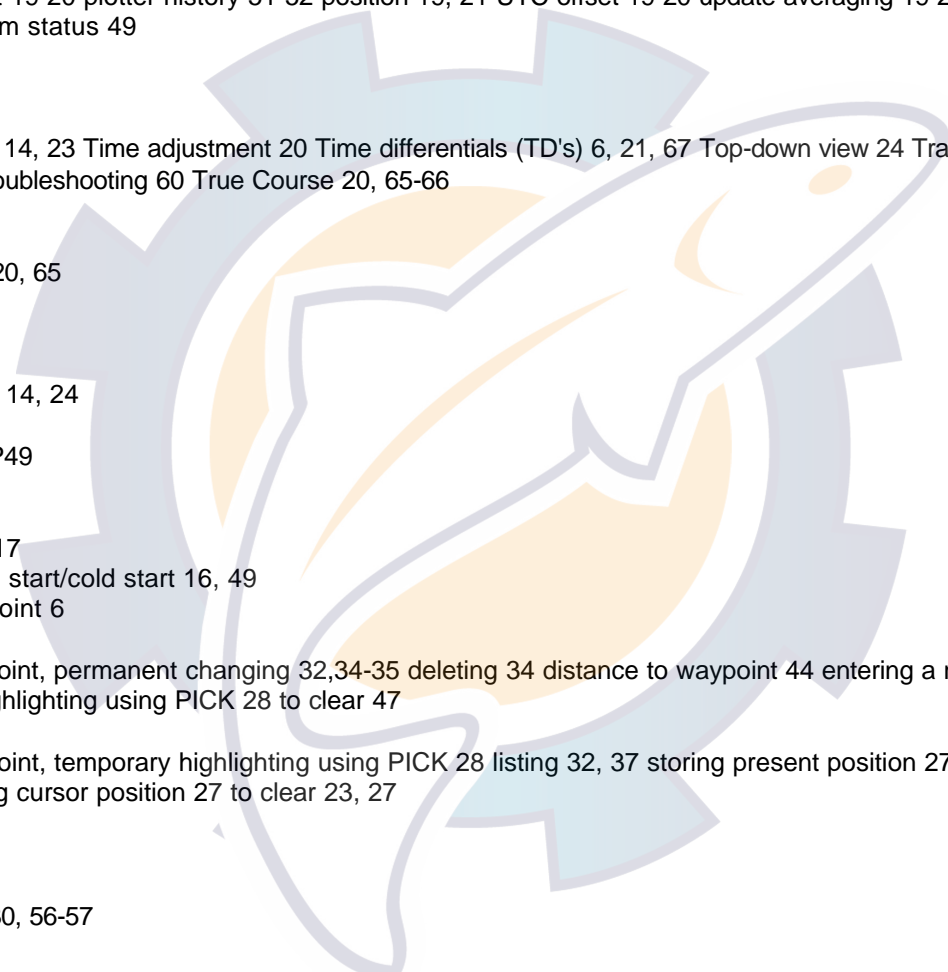 19-20 plotter history 31-32 position 19, 21 UTC offset 19-20 update averaging 19-2
m status 49
14, 23 Time adjustment 20 Time differentials (TD's) 6, 21, 67 Top-down view 24 Tra
oubleshooting 60 True Course 20, 65-66
20, 65
14, 24
P49
17
start/cold start 16, 49
oint 6
oint, permanent changing 32,34-35 deleting 34 distance to waypoint 44 entering a
ghlighting using PICK 28 to clear 47
oint, temporary highlighting using PICK 28 listing 32, 37 storing present position 27
g cursor position 27 to clear 23, 27
0, 56-57